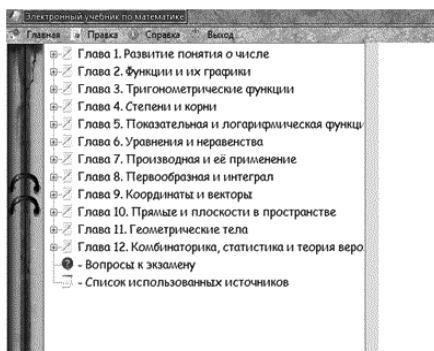 Электронный учебник по математике
Главная Правка Справка Выход
Глава 1. Развитие понятия о числе
Глава 2. Функции и их графики
Глава 3. Тригонометрические функции
Глава 4. Степени и корни
Глава 5. Показательная и логарифмическая функци
Глава 6. Уравнения и неравенства
Глава 7. Производная и её применение
Глава 8. Первообразная и интеграл
Глава 9. Координаты и векторы
Глава 10. Прямые и плоскости в пространстве
Глава 11. Геометрические тела
Глава 12. Комбинаторика, статистика и теория веро
- Вопросы к экзамену
- Список использованных источников